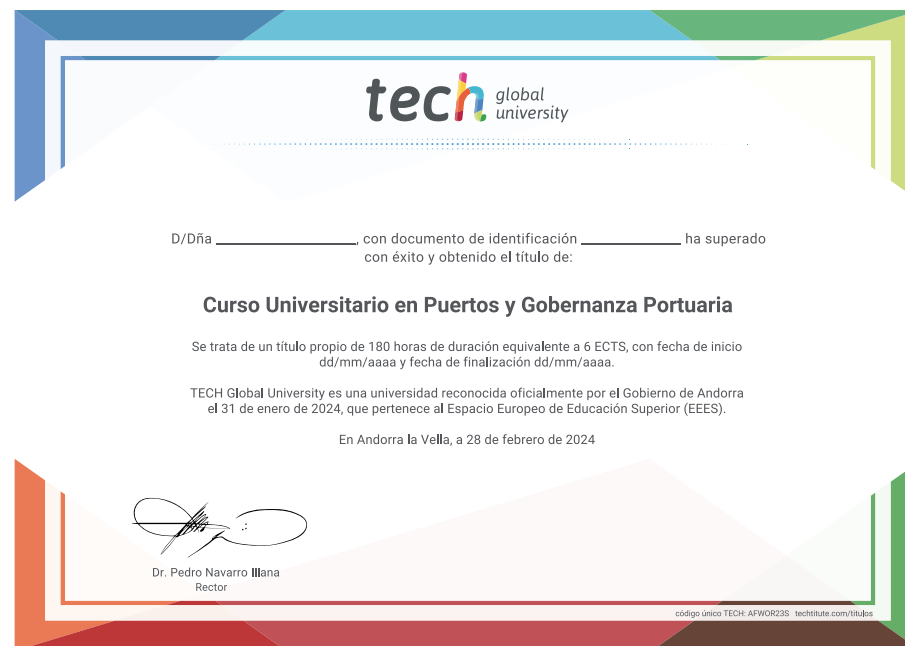 tech global university
D/Dña ____________________, con documento de identificación ______________ ha superado
con éxito y obtenido el título de:
Curso Universitario en Puertos y Gobernanza Portuaria
Se trata de un título propio de 180 horas de duración equivalente a 6 ECTS, con fecha de inicio
dd/mm/aaaa y fecha de finalización dd/mm/aaaa.
TECH Global University es una universidad reconocida oficialmente por el Gobierno de Andorra
el 31 de enero de 2024, que pertenece al Espacio Europeo de Educación Superior (EEES).
En Andorra la Vella, a 28 de febrero de 2024
Dr. Pedro Navarro Illana
Rector
código único TECH: AFWOR23S techtitute.com/titulos